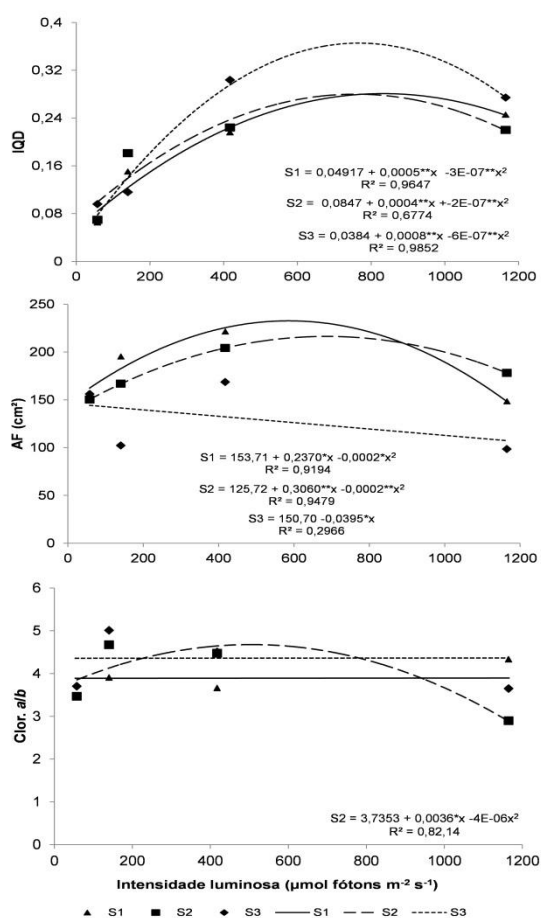 0,4
0,32
0,24
0,16
0,08
0
IQD
S1 = 0,04917 + 0,0005**x -3E-07**x²
R² = 0,9647
S2 = 0,0847 + 0,0004**x +-2E-07**x²
R² = 0,6774
S3 = 0,0384 + 0,0008**x -6E-07**x²
R² = 0,9852
0 200 400 600 800 1000 1200
250
200
150
100
50
0
AF (cm²)
S1 = 153,71 + 0,2370*x -0,0002*x²
R² = 0,9194
S2 = 125,72 + 0,3060**x -0,0002**x²
R² = 0,9479
S3 = 150,70 -0,0395*x
R² = 0,2966
0 200 400 600 800 1000 1200
6
5
4
3
2
1
0
Clor. a/b
S2 = 3,7353 + 0,0036*x -4E-06x²
R² = 0,82,14
0 200 400 600 800 1000 1200
Intensidade luminosa (µmol fótons m⁻² s⁻¹)
S1 S2 S3 S1 S2 S3